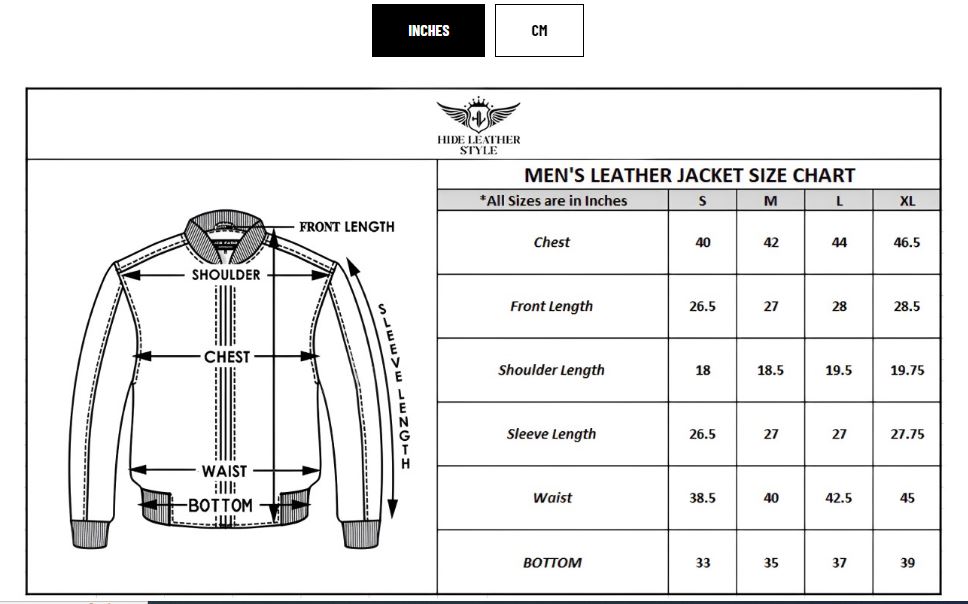 INCHES
CM
HIDE LEATHER
STYLE
MEN'S LEATHER JACKET SIZE CHART
*All Sizes are in Inches S M L XL
Chest 40 42 44 46.5
Front Length 26.5 27 28 28.5
Shoulder Length 18 18.5 19.5 19.75
Sleeve Length 26.5 27 27 27.75
Waist 38.5 40 42.5 45
BOTTOM 33 35 37 39
FRONT LENGTH
SHOULDER
SLEEVE LENGTH
CHEST
WAIST
BOTTOM